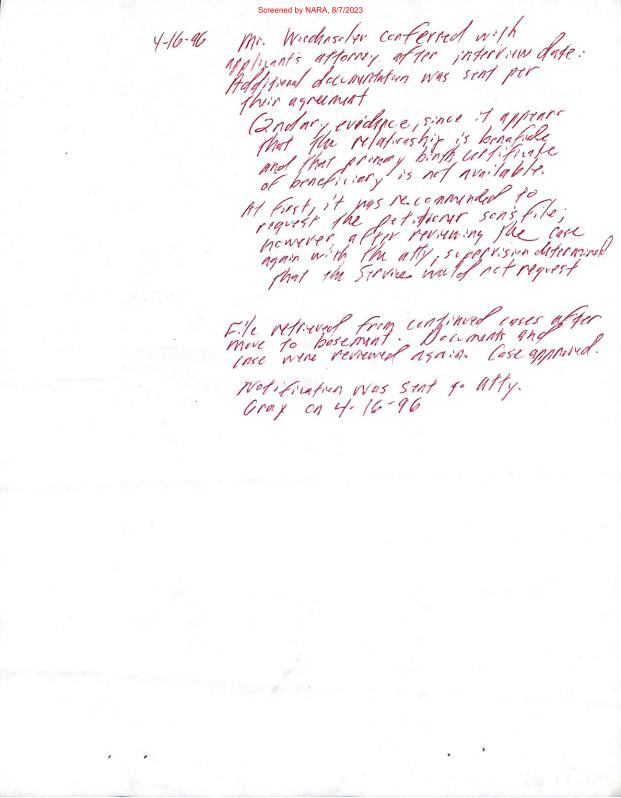 Screened by NARA, 8/7/2023
4-16-96 Mr. conferred with
applicant's attorney after interview date.
Additional documentation was sent per
their agreement
(2ndary evidence, since it appears
that the relationship is bonafide
and that primary birth certificate
of beneficiary is not available.
At first, it was recommended to
request the petitioner sons file;
however, after reviewing the case
again with the atty, supervision determined
that the Service would not request
File retrieved from continued cases after
move to basement. Documents and
case were reviewed again. Case approved.
Notification was sent to atty.
Gray on 4-16-96